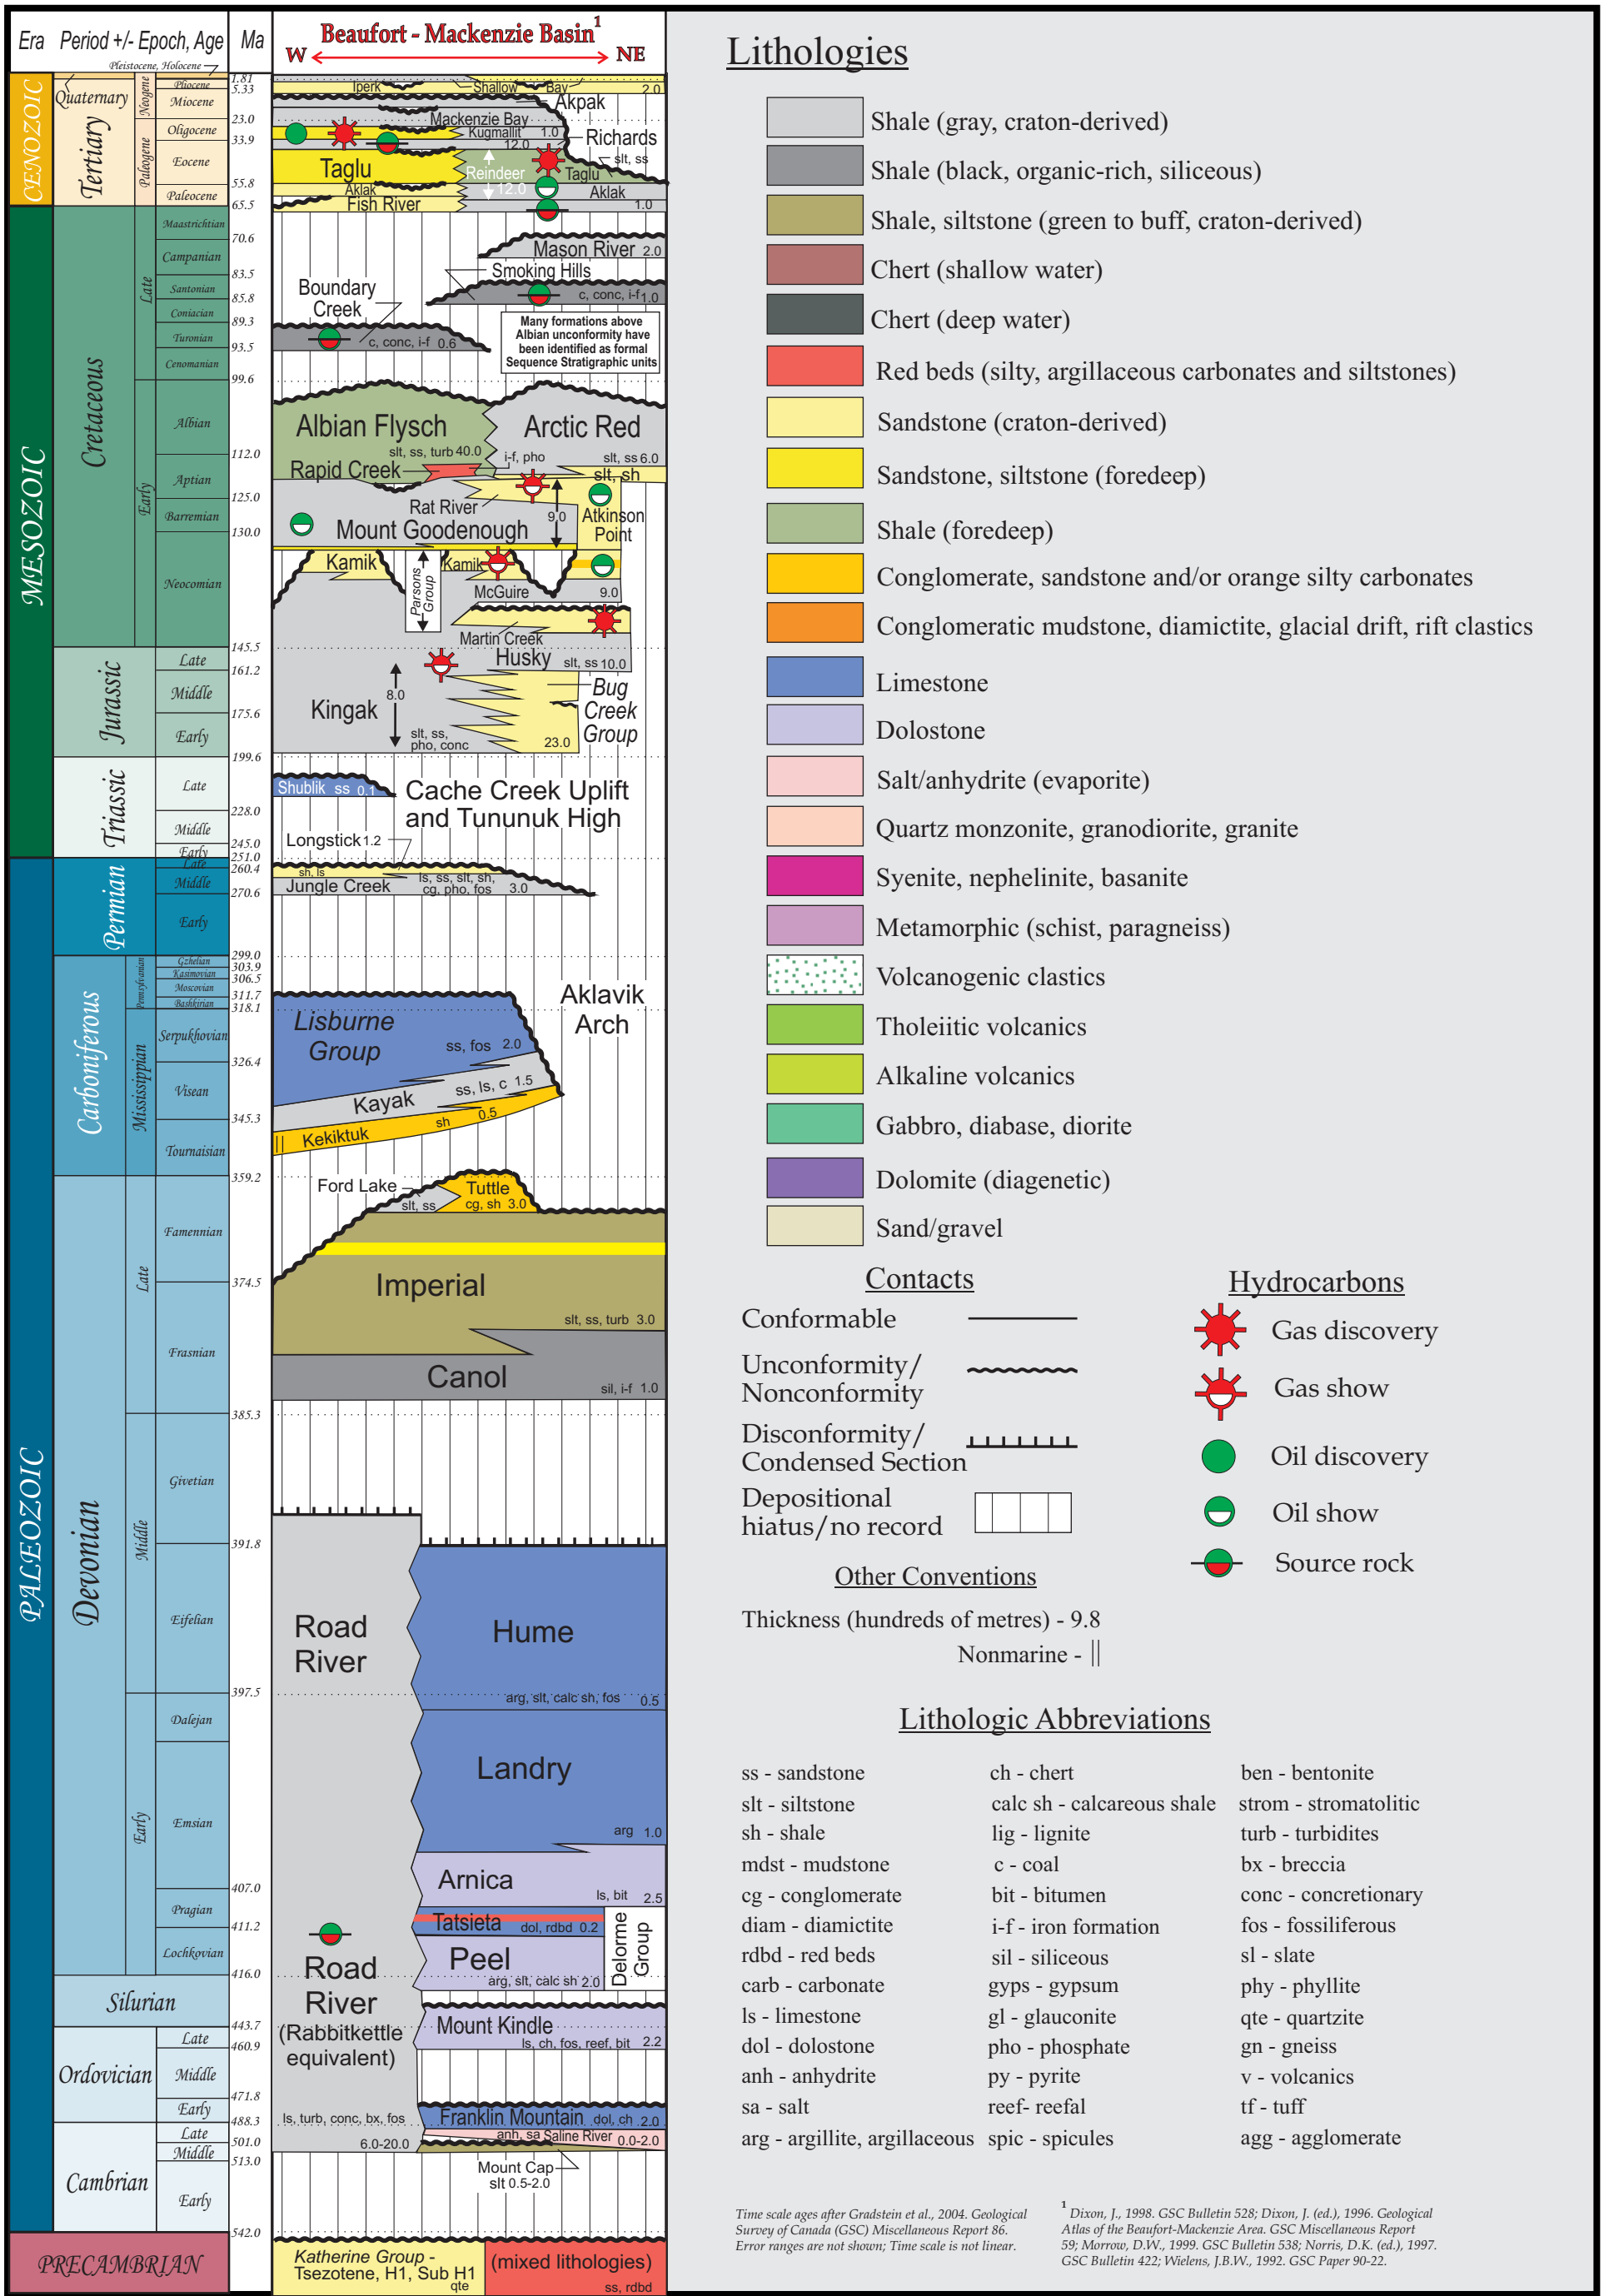 Era Period +/- Epoch, Age Ma
Beaufort - Mackenzie Basin1
W NE
Pleistocene, Holocene
CENOZOIC
Quaternary
Tertiary
Neogene
Paleogene
Pliocene
Miocene
Oligocene
Eocene
Paleocene
1.81
5.33
23.0
33.9
55.8
65.5
Iperk Shallow Bay 2.0
Akpak
Mackenzie Bay
Kugmallit 1.0
Richards
12.0
slt, ss
Taglu
Reindeer
12.0
Taglu
Aklak
Aklak
Fish River
1.0
MESOZOIC
Cretaceous
Late
Early
Maastrichtian
Campanian
Santonian
Coniacian
Turonian
Cenomanian
Albian
Aptian
Barremian
Neocomian
70.6
83.5
85.8
89.3
93.5
99.6
112.0
125.0
130.0
145.5
Mason River 2.0
Smoking Hills
c, conc, i-f 1.0
Boundary
Creek
c, conc, i-f 0.6
Many formations above
Albian unconformity have
been identified as formal
Sequence Stratigraphic units
Albian Flysch
Arctic Red
slt, ss, turb 40.0
slt, ss 6.0
Rapid Creek
i-f, pho
slt, sh
Rat River
9.0
Atkinson
Point
Mount Goodenough
Kamik
Parsons
Group
Kamik
McGuire
9.0
Martin Creek
Husky
slt, ss 10.0
Jurassic
Late
Middle
Early
161.2
175.6
199.6
8.0
Kingak
slt, ss,
pho, conc
Bug
Creek
Group
23.0
Triassic
Late
Middle
Early
228.0
245.0
251.0
Shublik ss 0.1
Cache Creek Uplift
and Tununuk High
Longstick 1.2
PALEOZOIC
Permian
Late
Middle
Early
260.4
270.6
299.0
sh, ls
Jungle Creek
ls, ss, slt, sh,
cg, pho, fos
3.0
Carboniferous
Pennsylvanian
Mississippian
Gzhelian
Kasimovian
Moscovian
Bashkirian
Serpukhovian
Visean
Tournaisian
303.9
306.5
311.7
318.1
326.4
345.3
359.2
Aklavik
Arch
Lisburne
Group
ss, fos 2.0
Kayak
ss, ls, c 1.5
Kekiktuk
sh
0.5
Devonian
Late
Middle
Early
Famennian
Frasnian
Givetian
Eifelian
Dalejan
Emsian
Pragian
Lochkovian
374.5
385.3
391.8
397.5
407.0
411.2
416.0
Ford Lake
slt, ss
Tuttle
cg, sh 3.0
Imperial
slt, ss, turb 3.0
Canol
sil, i-f 1.0
Road
River
Hume
arg, slt, calc sh, fos 0.5
Landry
arg 1.0
Arnica
ls, bit 2.5
Tatsieta dol, rdbd 0.2
Peel
arg, slt, calc sh 2.0
Delorme
Group
Silurian
443.7
Road
River
(Rabbitkettle
equivalent)
Mount Kindle
ls, ch, fos, reef, bit 2.2
Ordovician
Late
Middle
Early
460.9
471.8
488.3
Franklin Mountain dol, ch 2.0
ls, turb, conc, bx, fos
anh, sa Saline River 0.0-2.0
6.0-20.0
Cambrian
Late
Middle
Early
501.0
513.0
542.0
Mount Cap
slt 0.5-2.0
PRECAMBRIAN
Katherine Group -
Tsezotene, H1, Sub H1
qte
(mixed lithologies)
ss, rdbd
Lithologies
Shale (gray, craton-derived)
Shale (black, organic-rich, siliceous)
Shale, siltstone (green to buff, craton-derived)
Chert (shallow water)
Chert (deep water)
Red beds (silty, argillaceous carbonates and siltstones)
Sandstone (craton-derived)
Sandstone, siltstone (foredeep)
Shale (foredeep)
Conglomerate, sandstone and/or orange silty carbonates
Conglomeratic mudstone, diamictite, glacial drift, rift clastics
Limestone
Dolostone
Salt/anhydrite (evaporite)
Quartz monzonite, granodiorite, granite
Syenite, nephelinite, basanite
Metamorphic (schist, paragneiss)
Volcanogenic clastics
Tholeiitic volcanics
Alkaline volcanics
Gabbro, diabase, diorite
Dolomite (diagenetic)
Sand/gravel
Contacts
Conformable
Unconformity/
Nonconformity
Disconformity/
Condensed Section
Depositional
hiatus/no record
Hydrocarbons
Gas discovery
Gas show
Oil discovery
Oil show
Source rock
Other Conventions
Thickness (hundreds of metres) - 9.8
Nonmarine - ||
Lithologic Abbreviations
ss - sandstone
slt - siltstone
sh - shale
mdst - mudstone
cg - conglomerate
diam - diamictite
rdbd - red beds
carb - carbonate
ls - limestone
dol - dolostone
anh - anhydrite
sa - salt
arg - argillite, argillaceous
ch - chert
calc sh - calcareous shale
lig - lignite
c - coal
bit - bitumen
i-f - iron formation
sil - siliceous
gyps - gypsum
gl - glauconite
pho - phosphate
py - pyrite
reef- reefal
spic - spicules
ben - bentonite
strom - stromatolitic
turb - turbidites
bx - breccia
conc - concretionary
fos - fossiliferous
sl - slate
phy - phyllite
qte - quartzite
gn - gneiss
v - volcanics
tf - tuff
agg - agglomerate
Time scale ages after Gradstein et al., 2004. Geological
Survey of Canada (GSC) Miscellaneous Report 86.
Error ranges are not shown; Time scale is not linear.
1 Dixon, J., 1998. GSC Bulletin 528; Dixon, J. (ed.), 1996. Geological
Atlas of the Beaufort-Mackenzie Area. GSC Miscellaneous Report
59; Morrow, D.W., 1999. GSC Bulletin 538; Norris, D.K. (ed.), 1997.
GSC Bulletin 422; Wielens, J.B.W., 1992. GSC Paper 90-22.